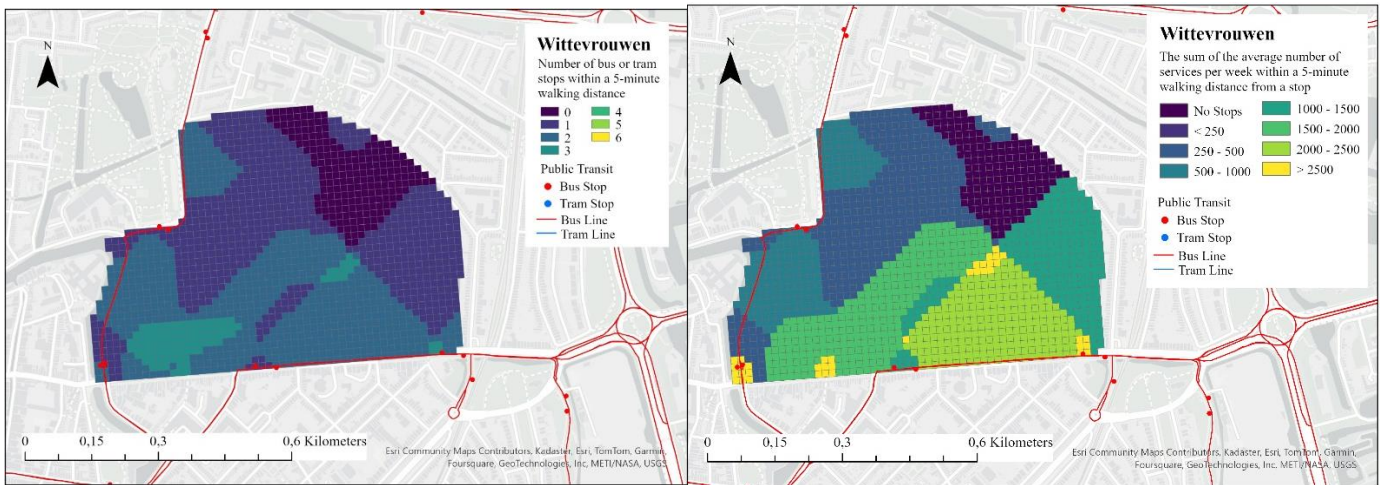 N
Wittevrouwen
Number of bus or tram
stops within a 5-minute
walking distance
0
1
2
3
4
5
6
Public Transit
Bus Stop
Tram Stop
Bus Line
Tram Line
0
0,15
0,3
0,6 Kilometers
Esri Community Maps Contributors, Kadaster, Esri, TomTom, Garmin,
Foursquare, GeoTechnologies, Inc, METI/NASA, USGS
N
Wittevrouwen
The sum of the average number of
services per week within a 5-minute
walking distance from a stop
No Stops
< 250
250 - 500
500 - 1000
1000 - 1500
1500 - 2000
2000 - 2500
> 2500
Public Transit
Bus Stop
Tram Stop
Bus Line
Tram Line
0
0,15
0,3
0,6 Kilometers
Esri Community Maps Contributors, Kadaster, Esri, TomTom, Garmin,
Foursquare, GeoTechnologies, Inc, METI/NASA, USGS